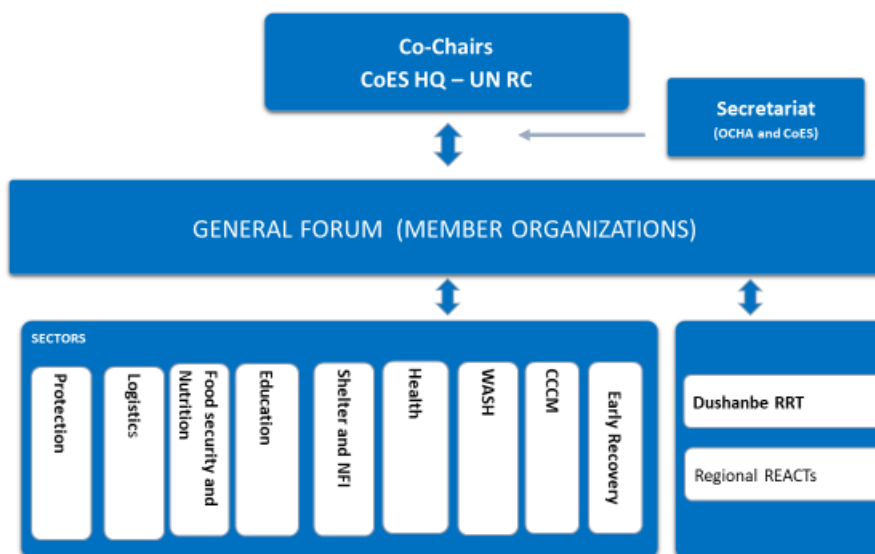 Co-Chairs
CoES HQ – UN RC
Secretariat
(OCHA and CoES)
GENERAL FORUM (MEMBER ORGANIZATIONS)
SECTORS
Protection
Logistics
Food security and
Nutrition
Education
Shelter and NFI
Health
WASH
CCCM
Early Recovery
Dushanbe RRT
Regional REACTs